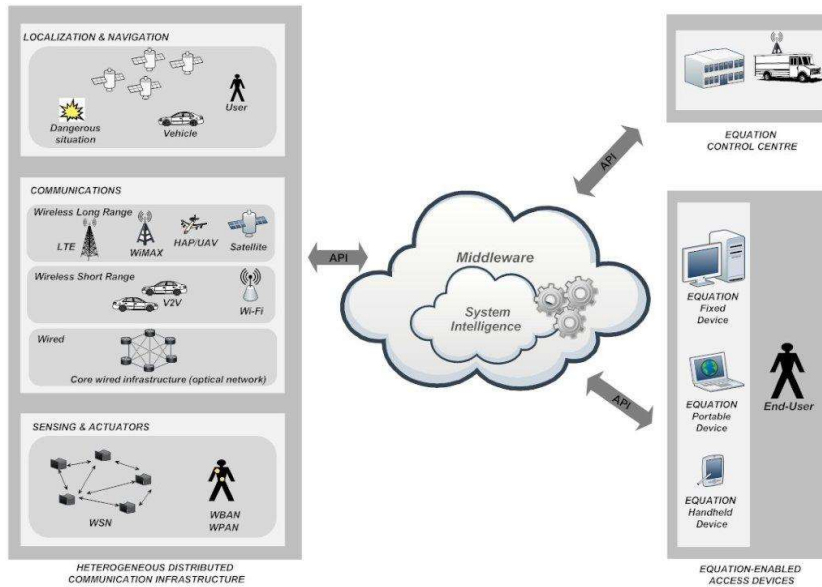 LOCALIZATION & NAVIGATION
User
Dangerous
situation
Vehicle
COMMUNICATIONS
Wireless Long Range
LTE
WiMAX
HAP/UAV
Satellite
Wireless Short Range
V2V
Wi-Fi
Wired
Core wired infrastructure (optical network)
SENSING & ACTUATORS
WSN
WBAN
WPAN
HETEROGENEOUS DISTRIBUTED
COMMUNICATION INFRASTRUCTURE
API
Middleware
System
Intelligence
API
API
EQUATION
CONTROL CENTRE
EQUATION
Fixed
Device
EQUATION
Portable
Device
EQUATION
Handheld
Device
End-User
EQUATION-ENABLED
ACCESS DEVICES